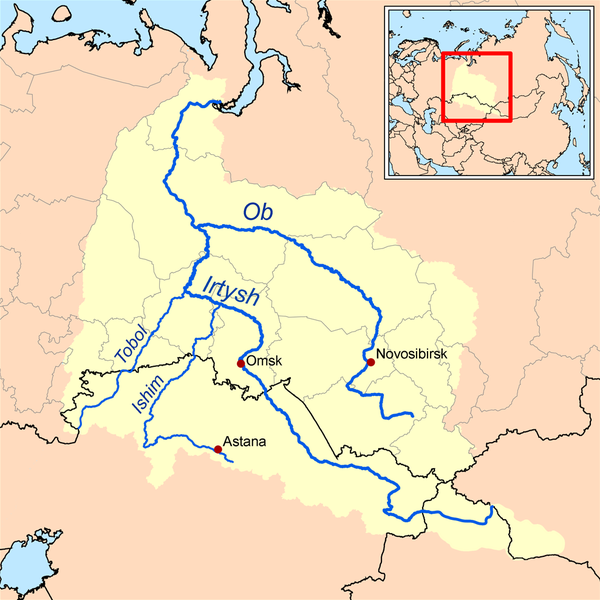 Ob
Irtysh
Tobol
Omsk
Novosibirsk
Ishim
Astana